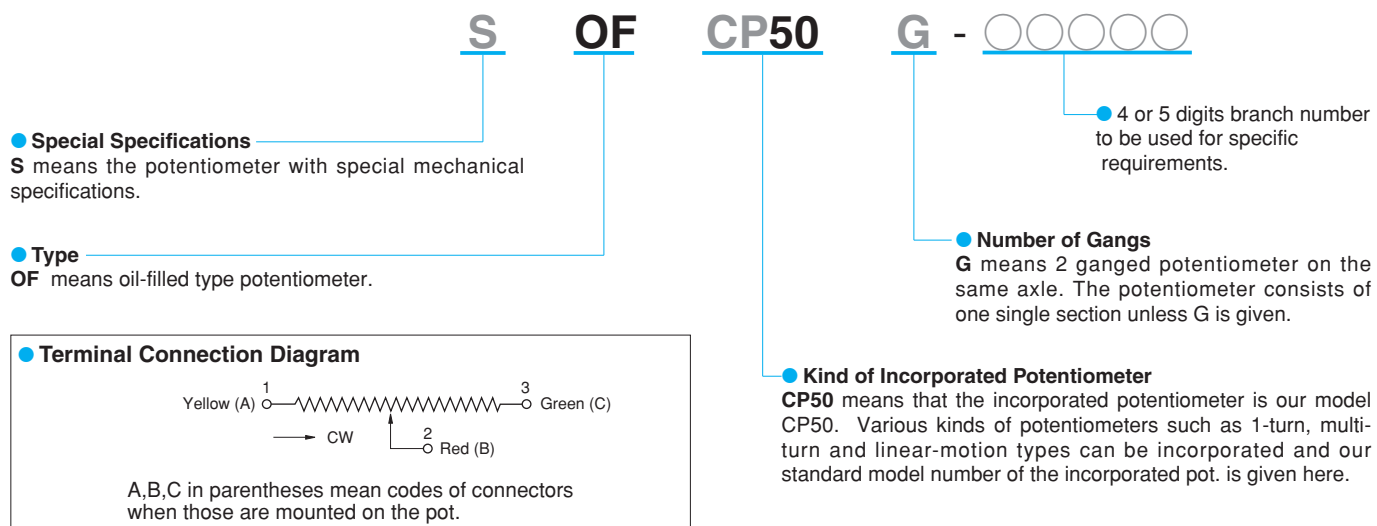 S OF CP50 G - ○○○○○
● Special Specifications
S means the potentiometer with special mechanical
specifications.
● Type
OF means oil-filled type potentiometer.
● 4 or 5 digits branch number
to be used for specific
requirements.
● Number of Gangs
G means 2 ganged potentiometer on the
same axle. The potentiometer consists of
one single section unless G is given.
● Kind of Incorporated Potentiometer
CP50 means that the incorporated potentiometer is our model
CP50. Various kinds of potentiometers such as 1-turn, multi-
turn and linear-motion types can be incorporated and our
standard model number of the incorporated pot. is given here.
● Terminal Connection Diagram
1 3
Yellow (A) Green (C)
CW 2
Red (B)
A,B,C in parentheses mean codes of connectors
when those are mounted on the pot.